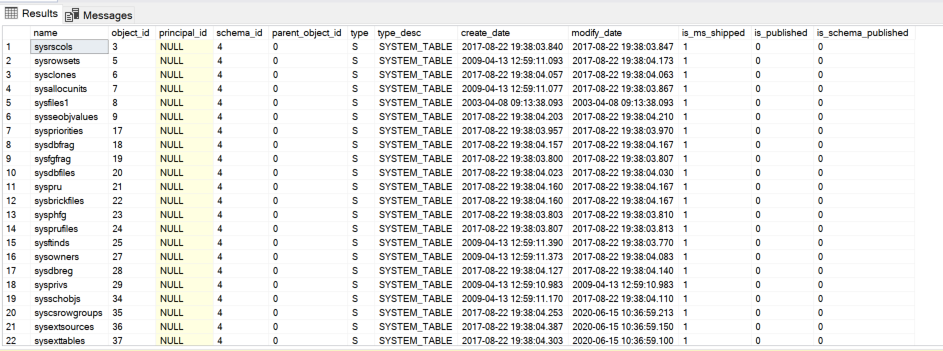 Results Messages
name object_id principal_id schema_id parent_object_id type type_desc create_date modify_date is_ms_shipped is_published is_schema_published
1 sysrscols 3 NULL 4 0 S SYSTEM_TABLE 2017-08-22 19:38:03.840 2017-08-22 19:38:03.847 1 0 0
2 sysrowsets 5 NULL 4 0 S SYSTEM_TABLE 2009-04-13 12:59:11.093 2017-08-22 19:38:04.173 1 0 0
3 sysclones 6 NULL 4 0 S SYSTEM_TABLE 2017-08-22 19:38:04.057 2017-08-22 19:38:04.063 1 0 0
4 sysallocunits 7 NULL 4 0 S SYSTEM_TABLE 2009-04-13 12:59:11.077 2017-08-22 19:38:03.867 1 0 0
5 sysfiles1 8 NULL 4 0 S SYSTEM_TABLE 2003-04-08 09:13:38.093 2003-04-08 09:13:38.093 1 0 0
6 sysseobjvalues 9 NULL 4 0 S SYSTEM_TABLE 2017-08-22 19:38:04.203 2017-08-22 19:38:04.210 1 0 0
7 syspriorities 17 NULL 4 0 S SYSTEM_TABLE 2017-08-22 19:38:03.957 2017-08-22 19:38:03.970 1 0 0
8 sysdbfrag 18 NULL 4 0 S SYSTEM_TABLE 2017-08-22 19:38:04.157 2017-08-22 19:38:04.167 1 0 0
9 sysfgfrag 19 NULL 4 0 S SYSTEM_TABLE 2017-08-22 19:38:03.800 2017-08-22 19:38:03.807 1 0 0
10 sysdbfiles 20 NULL 4 0 S SYSTEM_TABLE 2017-08-22 19:38:04.023 2017-08-22 19:38:04.030 1 0 0
11 syspru 21 NULL 4 0 S SYSTEM_TABLE 2017-08-22 19:38:04.160 2017-08-22 19:38:04.167 1 0 0
12 sysbrickfiles 22 NULL 4 0 S SYSTEM_TABLE 2017-08-22 19:38:04.160 2017-08-22 19:38:04.167 1 0 0
13 sysphfg 23 NULL 4 0 S SYSTEM_TABLE 2017-08-22 19:38:03.803 2017-08-22 19:38:03.810 1 0 0
14 sysprufiles 24 NULL 4 0 S SYSTEM_TABLE 2017-08-22 19:38:03.807 2017-08-22 19:38:03.813 1 0 0
15 sysftinds 25 NULL 4 0 S SYSTEM_TABLE 2009-04-13 12:59:11.390 2017-08-22 19:38:03.770 1 0 0
16 sysowners 27 NULL 4 0 S SYSTEM_TABLE 2009-04-13 12:59:11.373 2017-08-22 19:38:04.083 1 0 0
17 sysdbreg 28 NULL 4 0 S SYSTEM_TABLE 2017-08-22 19:38:04.127 2017-08-22 19:38:04.140 1 0 0
18 sysprivs 29 NULL 4 0 S SYSTEM_TABLE 2009-04-13 12:59:10.983 2009-04-13 12:59:10.983 1 0 0
19 sysschobjs 34 NULL 4 0 S SYSTEM_TABLE 2009-04-13 12:59:11.170 2017-08-22 19:38:04.110 1 0 0
20 syscsrowgroups 35 NULL 4 0 S SYSTEM_TABLE 2017-08-22 19:38:04.253 2020-06-15 10:36:59.213 1 0 0
21 sysextsources 36 NULL 4 0 S SYSTEM_TABLE 2017-08-22 19:38:04.387 2020-06-15 10:36:59.150 1 0 0
22 sysexttables 37 NULL 4 0 S SYSTEM_TABLE 2017-08-22 19:38:04.303 2020-06-15 10:36:59.100 1 0 0